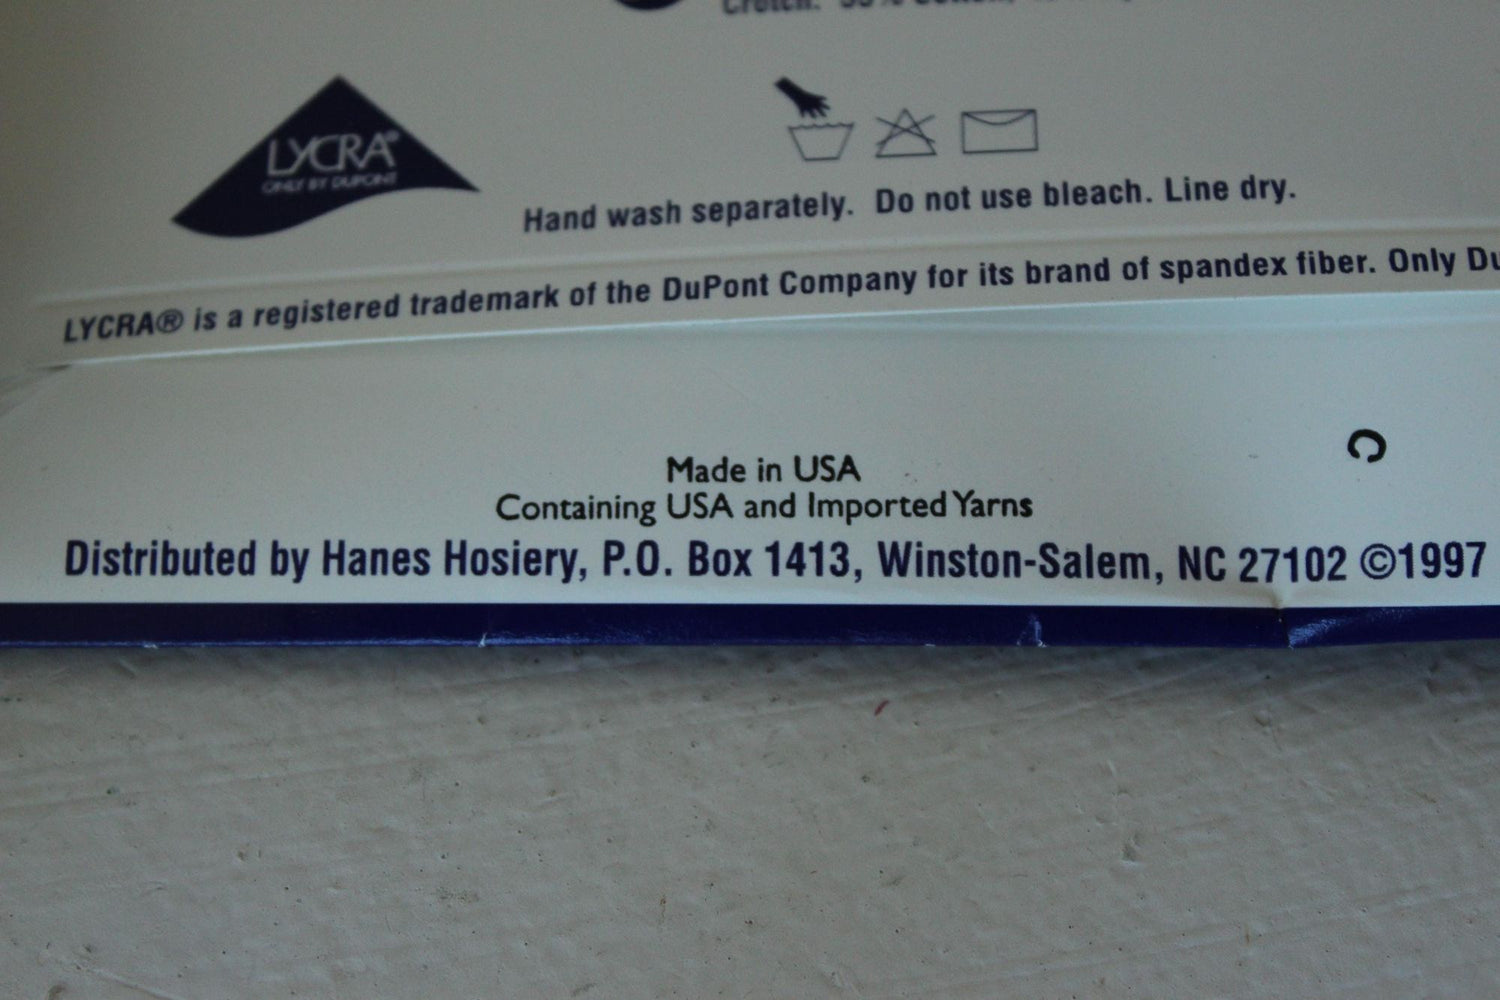 Crotch:
LYCRA®
ONLY BY DUPONT
Hand wash separately. Do not use bleach. Line dry.
LYCRA® is a registered trademark of the DuPont Company for its brand of spandex fiber. Only Du
C
Made in USA
Containing USA and Imported Yarns
Distributed by Hanes Hosiery, P.O. Box 1413, Winston-Salem, NC 27102 ©1997